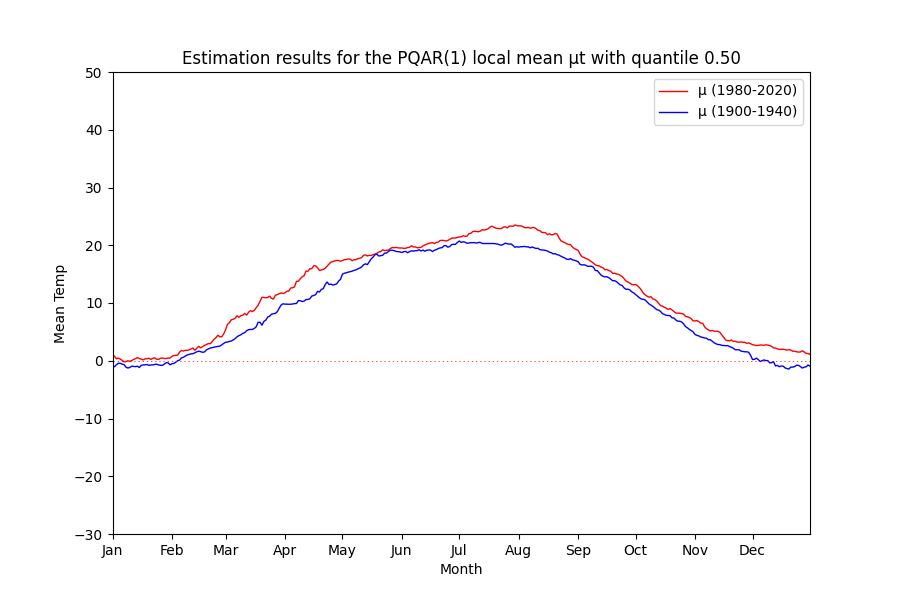 Estimation results for the PQAR(1) local mean μt with quantile 0.50
50
40
30
20
10
0
−10
−20
−30
Mean Temp
μ (1980-2020)
μ (1900-1940)
Jan Feb Mar Apr May Jun Jul Aug Sep Oct Nov Dec
Month